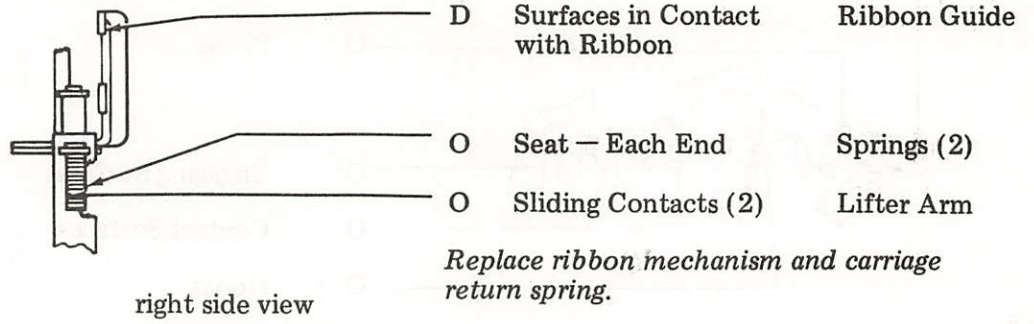 D Surfaces in Contact Ribbon Guide
with Ribbon
O Seat — Each End Springs (2)
O Sliding Contacts (2) Lifter Arm
Replace ribbon mechanism and carriage
return spring.
right side view